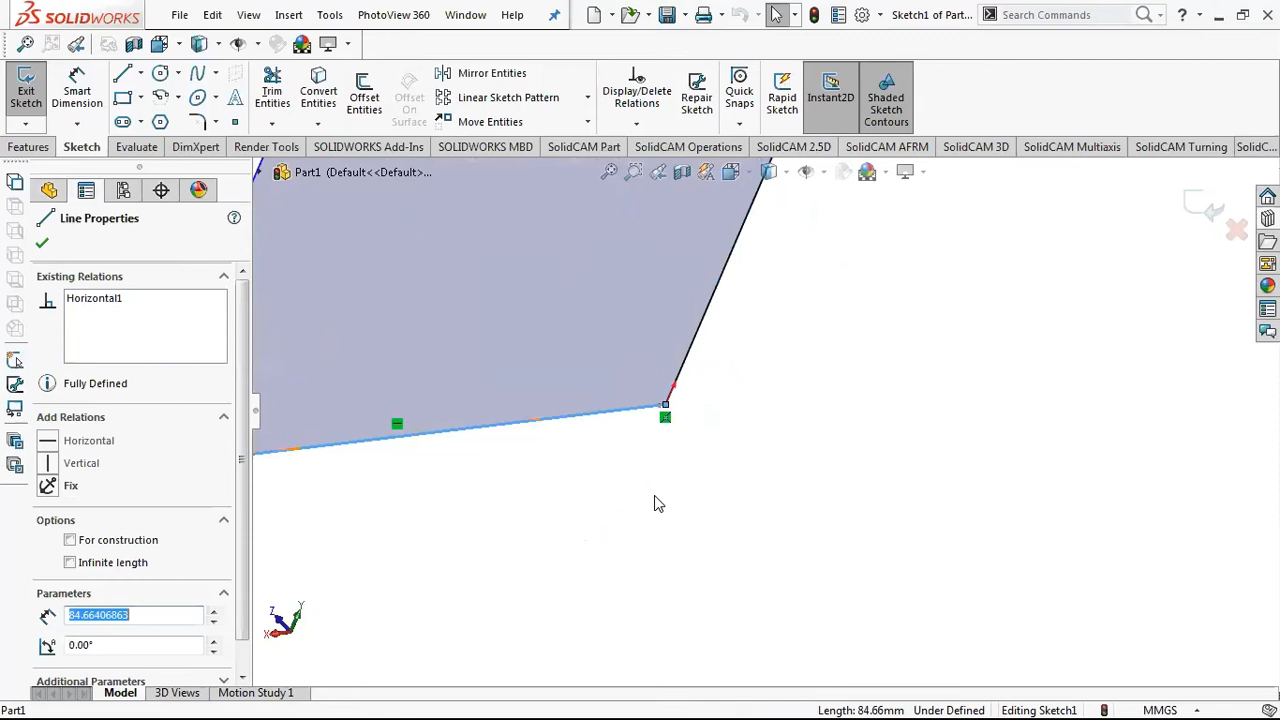 SOLIDWORKS File Edit View Insert Tools PhotoView 360 Window Help Sketch1 of Part... Search Commands ?
Exit Sketch
Smart Dimension
Trim Entities
Convert Entities
Offset Entities
Offset On Surface
Mirror Entities
Linear Sketch Pattern
Move Entities
Display/Delete Relations
Repair Sketch
Quick Snaps
Rapid Sketch
Instant2D
Shaded Sketch Contours
Features Sketch Evaluate DimXpert Render Tools SOLIDWORKS Add-Ins SOLIDWORKS MBD SolidCAM Part SolidCAM Operations SolidCAM 2.5D SolidCAM AFRM SolidCAM 3D SolidCAM Multiaxis SolidCAM Turning SolidC...
Part1 (Default<<Default>...
Line Properties ?
Existing Relations
Horizontal1
Fully Defined
Add Relations
Horizontal
Vertical
Fix
Options
For construction
Infinite length
Parameters
84.66406863
0.00°
Additional Parameters
Z Y
X
Model 3D Views Motion Study 1
Part1 Length: 84.66mm Under Defined Editing Sketch1 MMGS